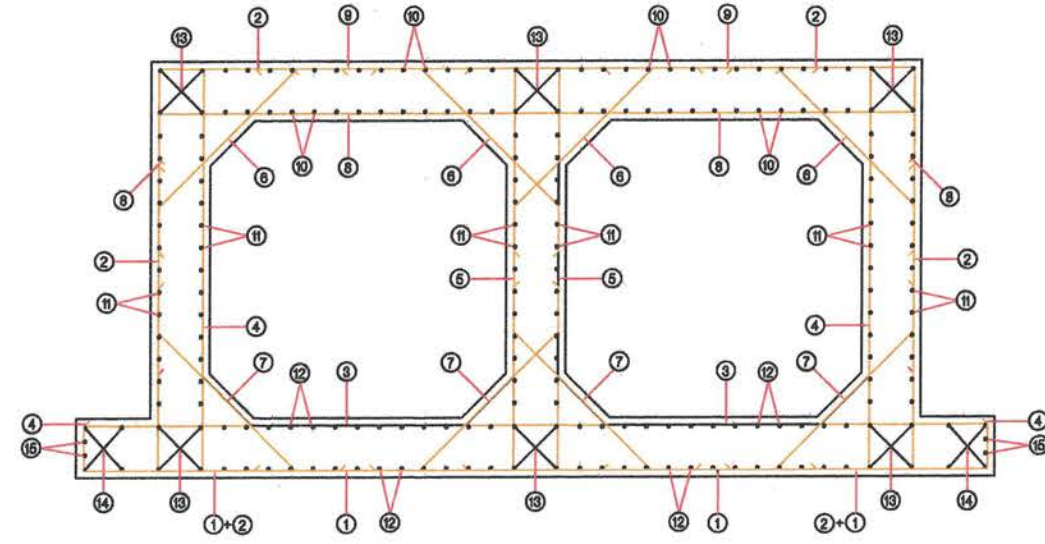 ⑬ ② ⑨ ⑩ ⑬ ⑩ ⑨ ② ⑬
⑥ ⑩ ⑧ ⑥ ⑥ ⑧ ⑩ ⑥
⑧ ⑧
⑪ ⑪ ⑪ ⑪
② ⑤ ⑤ ②
⑪ ⑪
④ ④
⑦ ⑫ ③ ⑦ ⑦ ③ ⑫ ⑦
④ ④
⑮ ⑮
⑭ ⑬ ⑬ ⑬ ⑭
①+② ① ⑫ ⑫ ① ②+①